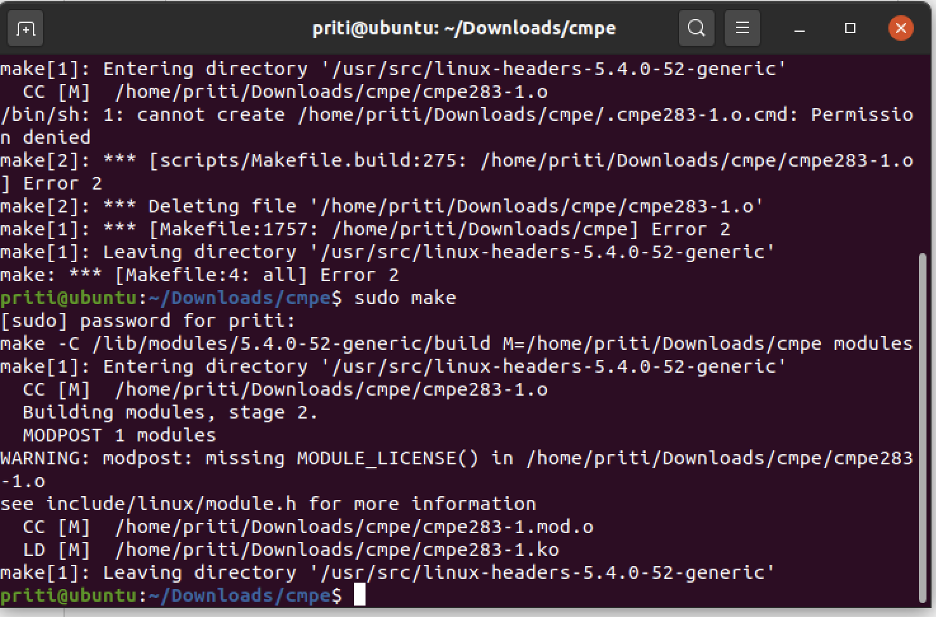 priti@ubuntu: ~/Downloads/cmpe
make[1]: Entering directory '/usr/src/linux-headers-5.4.0-52-generic'
  CC [M]  /home/priti/Downloads/cmpe/cmpe283-1.o
/bin/sh: 1: cannot create /home/priti/Downloads/cmpe/.cmpe283-1.o.cmd: Permissio
n denied
make[2]: *** [scripts/Makefile.build:275: /home/priti/Downloads/cmpe/cmpe283-1.o
] Error 2
make[2]: *** Deleting file '/home/priti/Downloads/cmpe/cmpe283-1.o'
make[1]: *** [Makefile:1757: /home/priti/Downloads/cmpe] Error 2
make[1]: Leaving directory '/usr/src/linux-headers-5.4.0-52-generic'
make: *** [Makefile:4: all] Error 2
priti@ubuntu:~/Downloads/cmpe$ sudo make
[sudo] password for priti:
make -C /lib/modules/5.4.0-52-generic/build M=/home/priti/Downloads/cmpe modules
make[1]: Entering directory '/usr/src/linux-headers-5.4.0-52-generic'
  CC [M]  /home/priti/Downloads/cmpe/cmpe283-1.o
  Building modules, stage 2.
  MODPOST 1 modules
WARNING: modpost: missing MODULE_LICENSE() in /home/priti/Downloads/cmpe/cmpe283
-1.o
see include/linux/module.h for more information
  CC [M]  /home/priti/Downloads/cmpe/cmpe283-1.mod.o
  LD [M]  /home/priti/Downloads/cmpe/cmpe283-1.ko
make[1]: Leaving directory '/usr/src/linux-headers-5.4.0-52-generic'
priti@ubuntu:~/Downloads/cmpe$